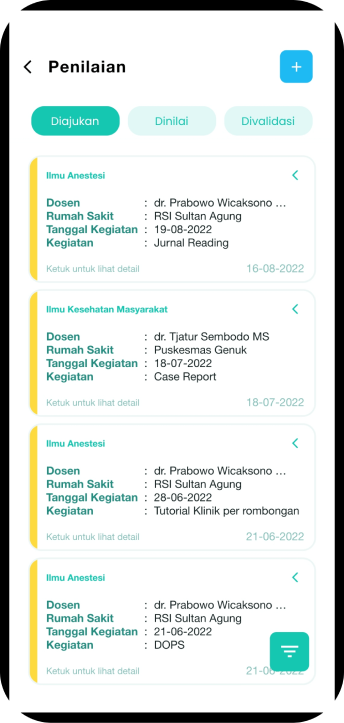 Penilaian
Diajukan Dinilai Divalidasi
Ilmu Anestesi
Dosen : dr. Prabowo Wicaksono ...
Rumah Sakit : RSI Sultan Agung
Tanggal Kegiatan : 19-08-2022
Kegiatan : Jurnal Reading
Ketuk untuk lihat detail 16-08-2022
Ilmu Kesehatan Masyarakat
Dosen : dr. Tjatur Sembodo MS
Rumah Sakit : Puskesmas Genuk
Tanggal Kegiatan : 18-07-2022
Kegiatan : Case Report
Ketuk untuk lihat detail 18-07-2022
Ilmu Anestesi
Dosen : dr. Prabowo Wicaksono ...
Rumah Sakit : RSI Sultan Agung
Tanggal Kegiatan : 28-06-2022
Kegiatan : Tutorial Klinik per rombongan
Ketuk untuk lihat detail 21-06-2022
Ilmu Anestesi
Dosen : dr. Prabowo Wicaksono ...
Rumah Sakit : RSI Sultan Agung
Tanggal Kegiatan : 21-06-2022
Kegiatan : DOPS
Ketuk untuk lihat detail